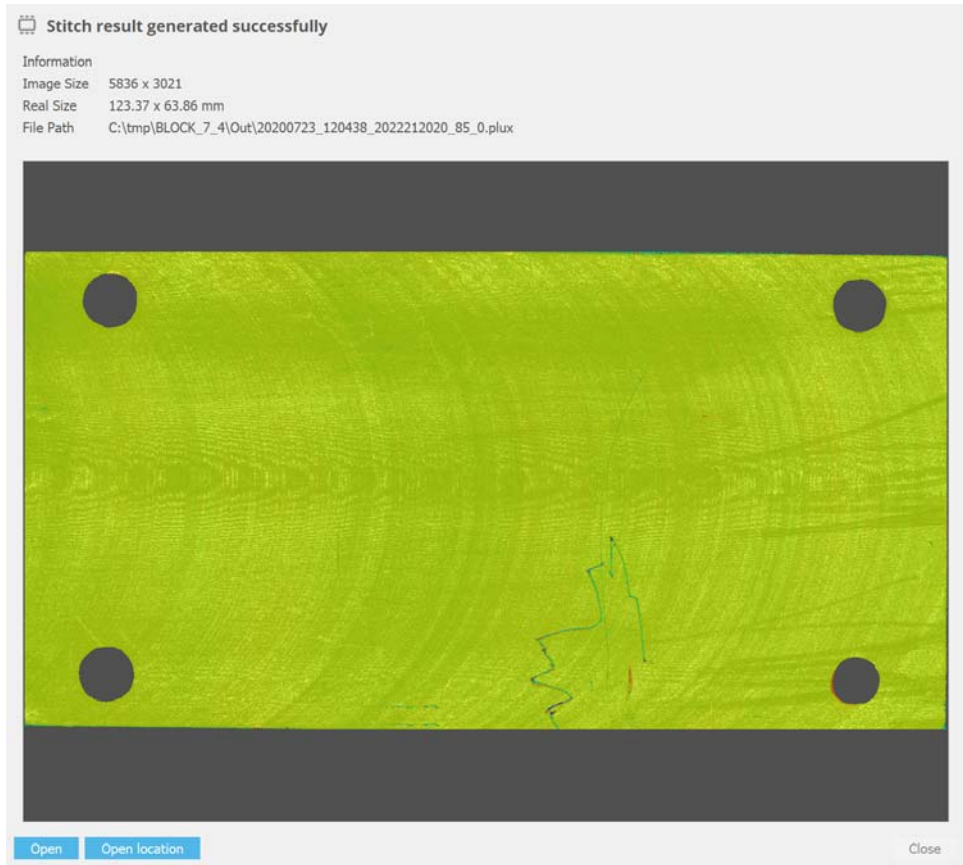 Stitch result generated successfully
Information
Image Size 5836 x 3021
Real Size 123.37 x 63.86 mm
File Path C:\tmp\BLOCK_7_4\Out\20200723_120438_2022212020_85_0.plux
Open Open location Close